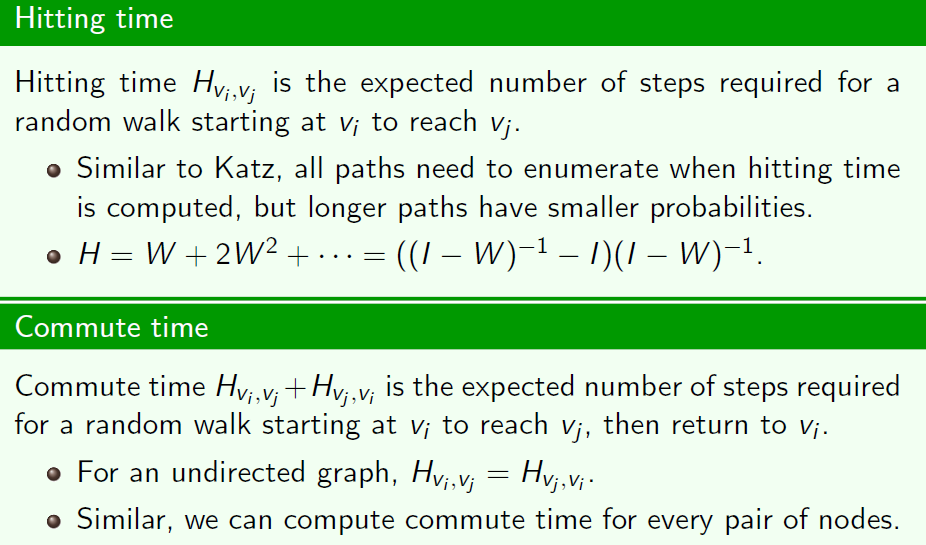 Hitting time
Hitting time H_{v_i,v_j} is the expected number of steps required for a
random walk starting at v_i to reach v_j.
• Similar to Katz, all paths need to enumerate when hitting time
is computed, but longer paths have smaller probabilities.
• H = W + 2W² + ⋯ = ((I − W)⁻¹ − I)(I − W)⁻¹.
Commute time
Commute time H_{v_i,v_j} + H_{v_j,v_i} is the expected number of steps required
for a random walk starting at v_i to reach v_j, then return to v_i.
• For an undirected graph, H_{v_i,v_j} = H_{v_j,v_i}.
• Similar, we can compute commute time for every pair of nodes.